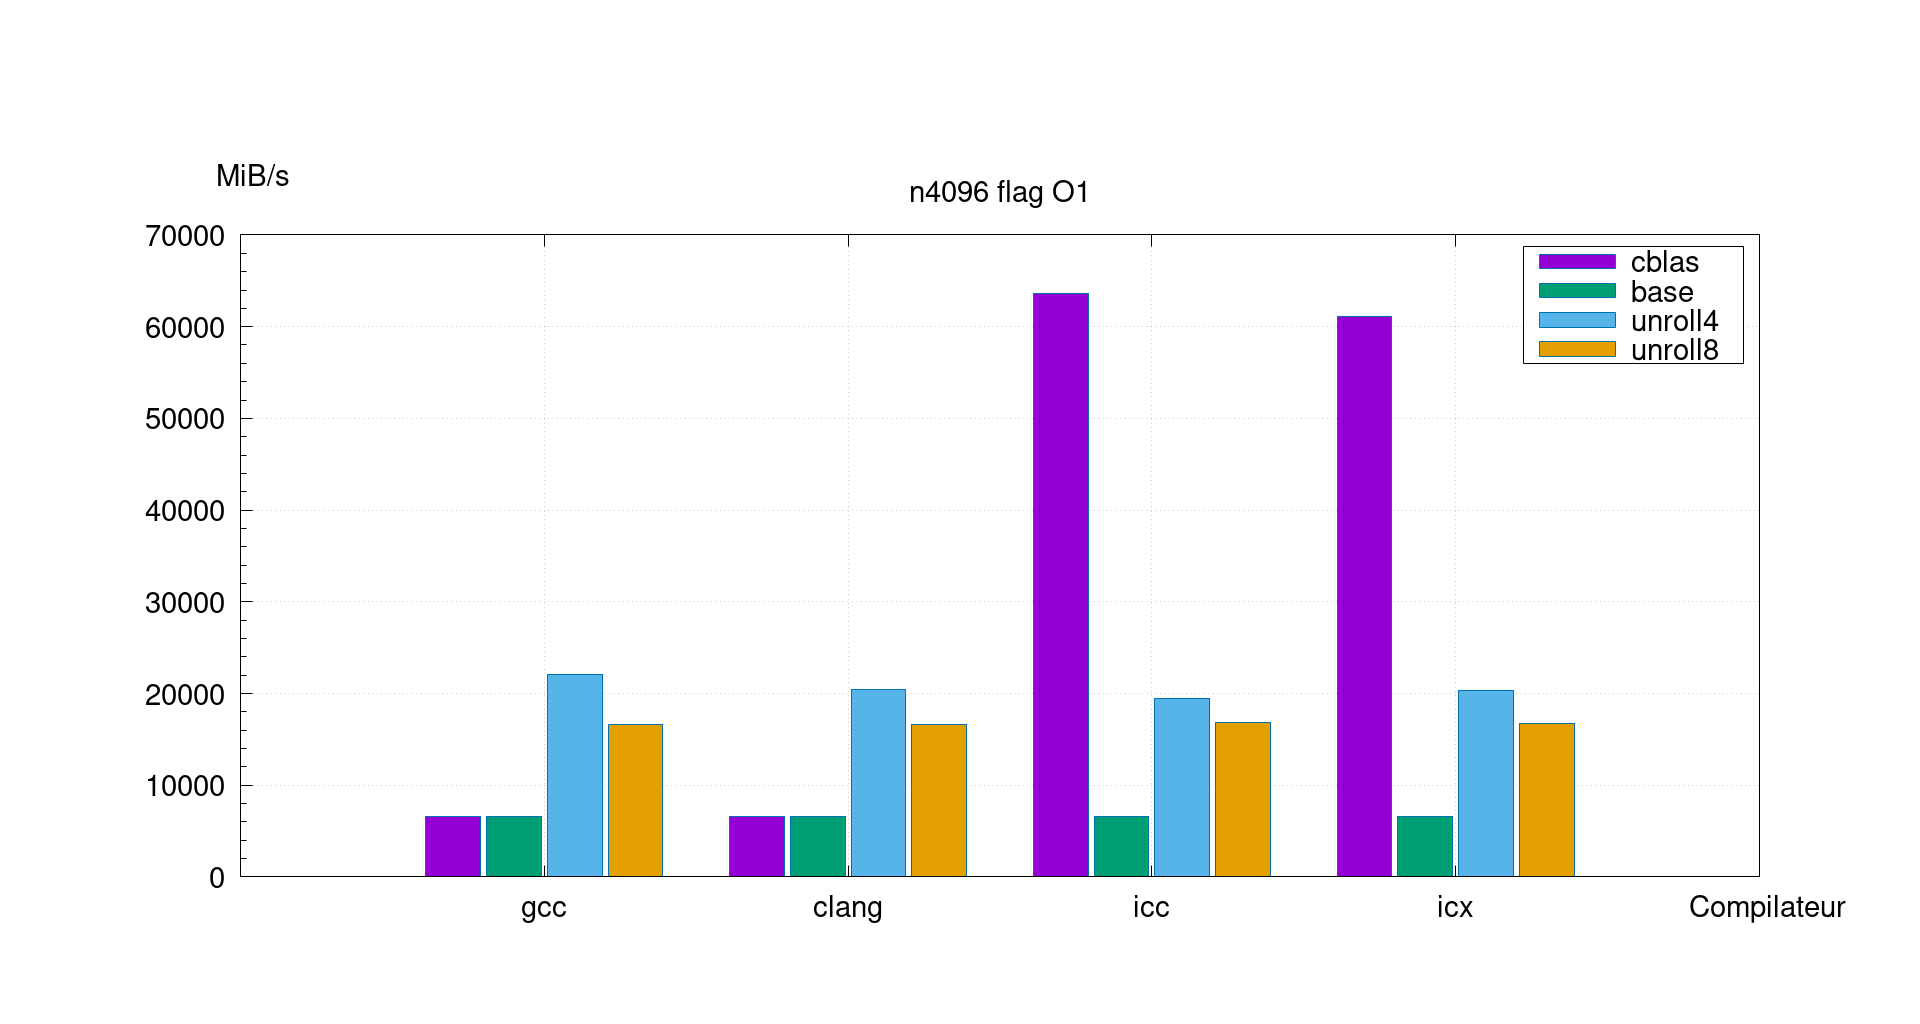 MiB/s
n4096 flag O1
70000
60000
50000
40000
30000
20000
10000
0
cblas
base
unroll4
unroll8
gcc clang icc icx Compilateur